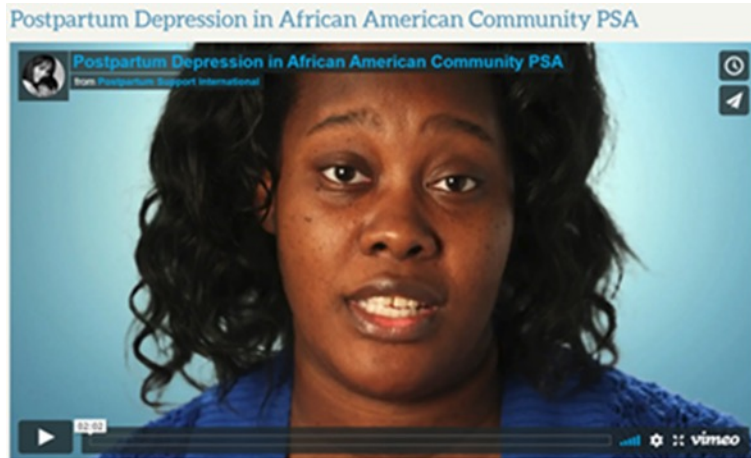 Postpartum Depression in African American Community PSA
Postpartum Depression in African American Community PSA
from Postpartum Support International
02:02
vimeo